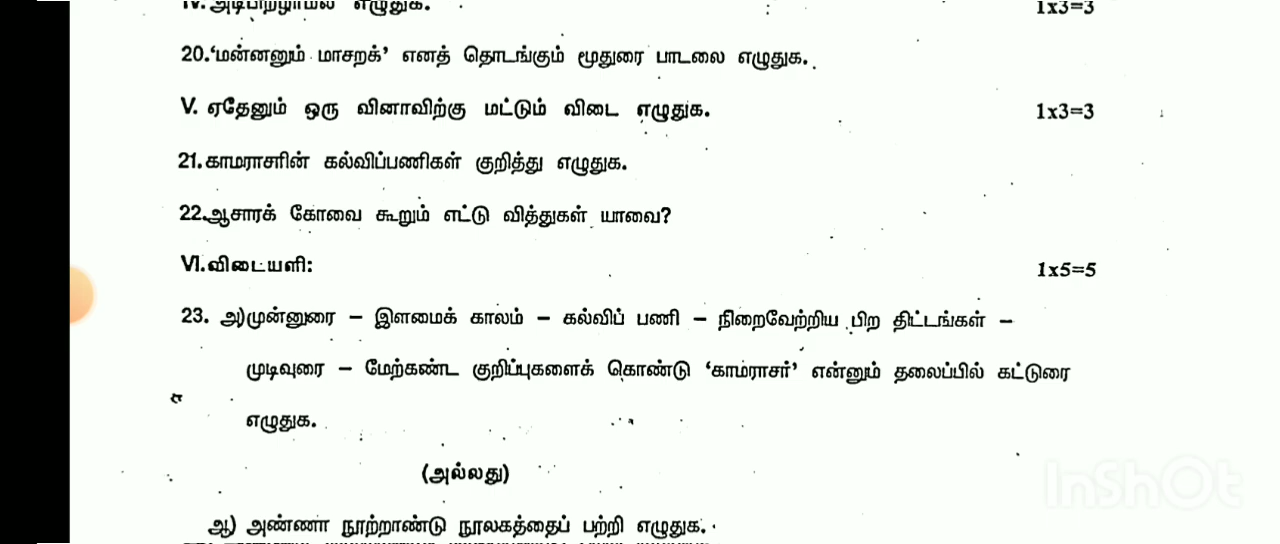 IV. அடிபிறழாமல் எழுதுக. 1x3=3
20.‘மன்னனும் மாசறக்’ எனத் தொடங்கும் மூதுரை பாடலை எழுதுக.
V. ஏதேனும் ஒரு வினாவிற்கு மட்டும் விடை எழுதுக. 1x3=3
21.காமராசரின் கல்விப்பணிகள் குறித்து எழுதுக.
22.ஆசாரக் கோவை கூறும் எட்டு வித்துகள் யாவை?
VI.விடையளி: 1x5=5
23. அ)முன்னுரை – இளமைக் காலம் – கல்விப் பணி – நிறைவேற்றிய பிற திட்டங்கள் –
முடிவுரை – மேற்கண்ட குறிப்புகளைக் கொண்டு ‘காமராசர்’ என்னும் தலைப்பில் கட்டுரை
எழுதுக.
(அல்லது)
ஆ) அண்ணா நூற்றாண்டு நூலகத்தைப் பற்றி எழுதுக.
InShOt